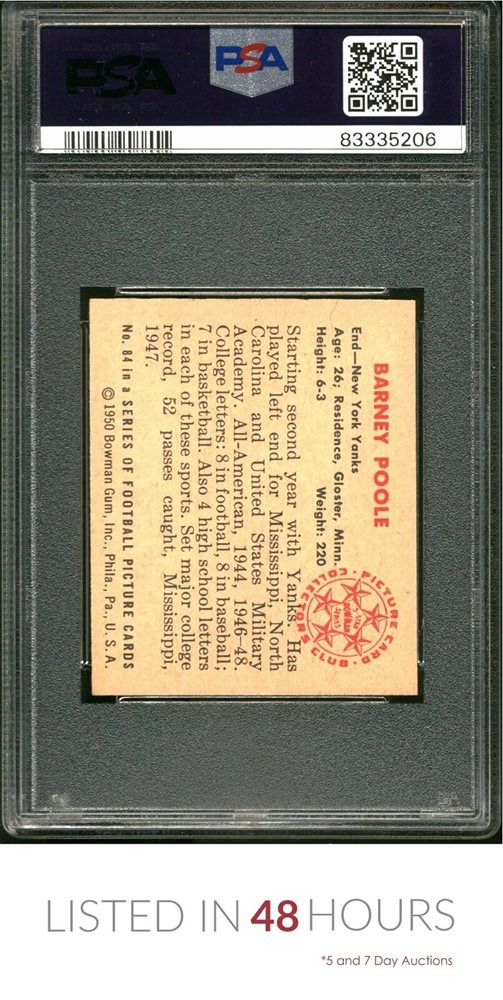 PSA
PSA
83335206
BARNEY POOLE
End—New York Yanks
Age: 26; Residence, Gloster, Minn.
Height: 6-3 Weight: 220
PICTURE CARD COLLECTORS CLUB
5-STAR
Bowman
Starting second year with Yanks. Has
played left end for Mississippi, North
Carolina and United States Military
Academy. All-American, 1944, 1946-48.
College letters: 8 in football, 8 in baseball;
7 in basketball. Also 4 high school letters
in each of these sports. Set major college
record, 52 passes caught, Mississippi,
1947.
No. 84 in a SERIES OF FOOTBALL PICTURE CARDS
© 1950 Bowman Gum, Inc., Phila., Pa., U. S. A.
LISTED IN 48 HOURS
*5 and 7 Day Auctions